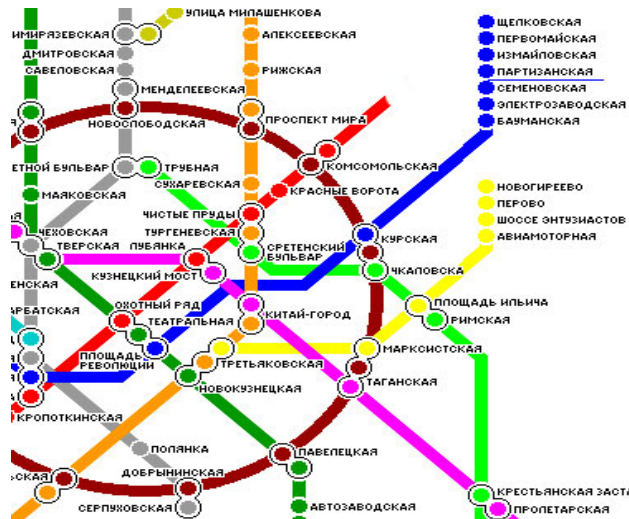 УЛИЦА МИЛАШЕНКОВА
ЩЕЛКОВСКАЯ
ИМИРЯЗЕВСКАЯ
АЛЕКСЕЕВСКАЯ
ПЕРВОМАЙСКАЯ
ДМИТРОВСКАЯ
ИЗМАЙЛОВСКАЯ
САВЕЛОВСКАЯ
РИЖСКАЯ
ПАРТИЗАНСКАЯ
МЕНДЕЛЕЕВСКАЯ
СЕМЕНОВСКАЯ
ЭЛЕКТРОЗАВОДСКАЯ
НОВОСЛОБОДСКАЯ
ПРОСПЕКТ МИРА
БАУМАНСКАЯ
ЕТНОЙ БУЛЬВАР
ТРУБНАЯ
КОМСОМОЛЬСКАЯ
СУХАРЕВСКАЯ
КРАСНЫЕ ВОРОТА
НОВОГИРЕЕВО
МАЯКОВСКАЯ
ПЕРОВО
ЧИСТЫЕ ПРУДЫ
ШОССЕ ЭНТУЗИАСТОВ
АЯ
ЧЕХОВСКАЯ
ТУРГЕНЕВСКАЯ
КУРСКАЯ
АВИАМОТОРНАЯ
ТВЕРСКАЯ
ЛУБЯНКА
СРЕТЕНСКИЙ
БУЛЬВАР
КУЗНЕЦКИЙ МОСТ
ЧКАЛОВСКА
ЕНСКАЯ
АРБАТСКАЯ
ОХОТНЫЙ РЯД
ТЕАТРАЛЬНАЯ
КИТАЙ-ГОРОД
ПЛОЩАДЬ ИЛЬИЧА
РИМСКАЯ
ПЛОЩАДЬ
РЕВОЛЮЦИИ
ТРЕТЬЯКОВСКАЯ
МАРКСИСТСКАЯ
НОВОКУЗНЕЦКАЯ
ТАГАНСКАЯ
КРОПОТКИНСКАЯ
ПОЛЯНКА
ПАВЕЛЕЦКАЯ
ЬСКАЯ
ДОБРЫНИНСКАЯ
КРЕСТЬЯНСКАЯ ЗАСТА
СЕРПУХОВСКАЯ
АВТОЗАВОДСКАЯ
ПРОЛЕТАРСКАЯ